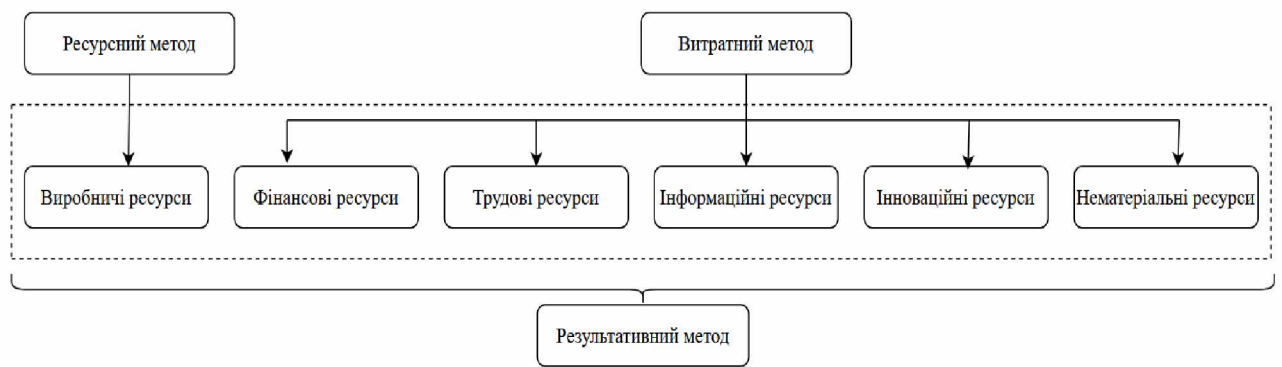 Ресурсний метод
Витратний метод
Виробничі ресурси
Фінансові ресурси
Трудові ресурси
Інформаційні ресурси
Інноваційні ресурси
Нематеріальні ресурси
Результативний метод